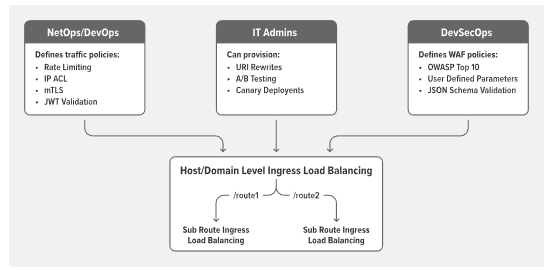 NetOps/DevOps
Defines traffic policies:
• Rate Limiting
• IP ACL
• mTLS
• JWT Validation
IT Admins
Can provision:
• URI Rewrites
• A/B Testing
• Canary Deployents
DevSecOps
Defines WAF policies:
• OWASP Top 10
• User Defined Parameters
• JSON Schema Validation
Host/Domain Level Ingress Load Balancing
/route1
/route2
Sub Route Ingress
Load Balancing
Sub Route Ingress
Load Balancing